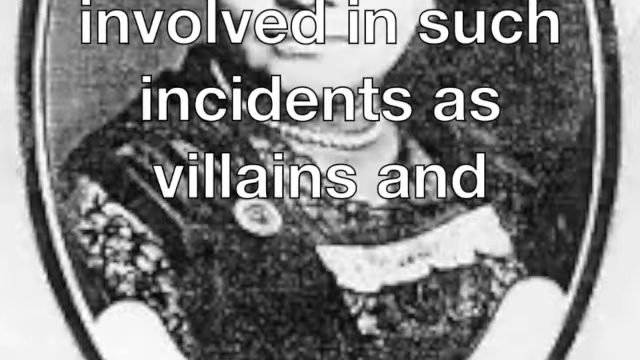 involved in such
incidents as
villains and